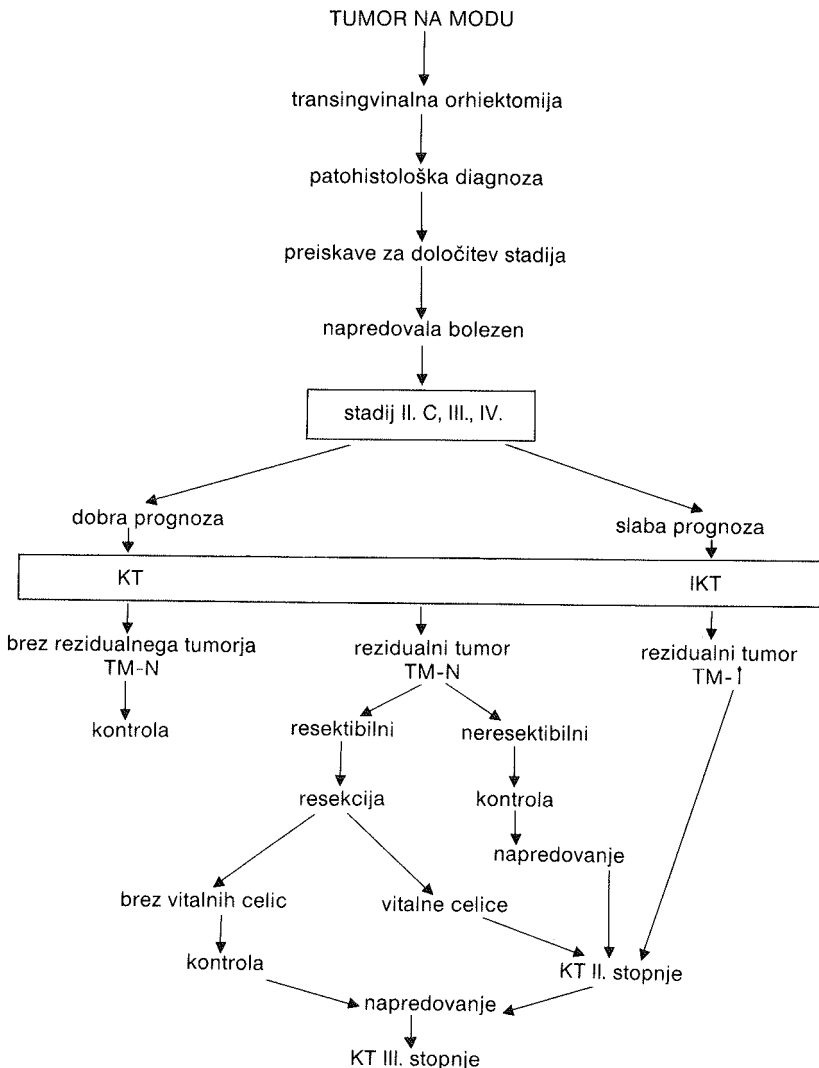 TUMOR NA MODU
transingvinalna orhiektomija
patohistološka diagnoza
preiskave za določitev stadija
napredovala bolezen
stadij II. C, III., IV.
dobra prognoza
slaba prognoza
KT
IKT
brez rezidualnega tumorja
TM-N
rezidualni tumor
TM-N
rezidualni tumor
TM-↑
kontrola
resektibilni
neresektibilni
resekcija
kontrola
napredovanje
brez vitalnih celic
vitalne celice
kontrola
KT II. stopnje
napredovanje
KT III. stopnje